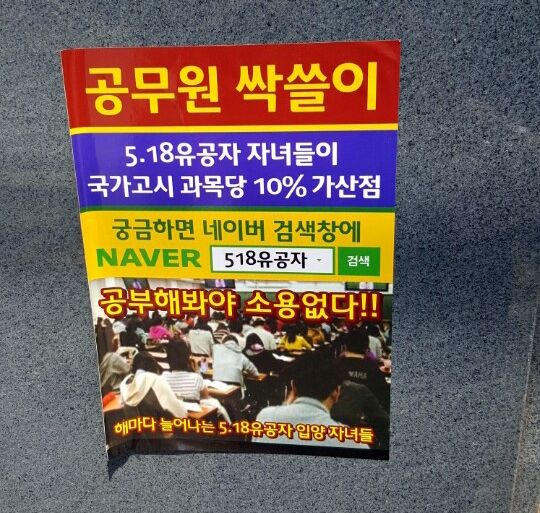 공무원 싹쓸이
5.18유공자 자녀들이
국가고시 과목당 10% 가산점
궁금하면 네이버 검색창에
NAVER 518유공자 검색
공부해봐야 소용없다!!
해마다 늘어나는 5.18유공자 입양 자녀들